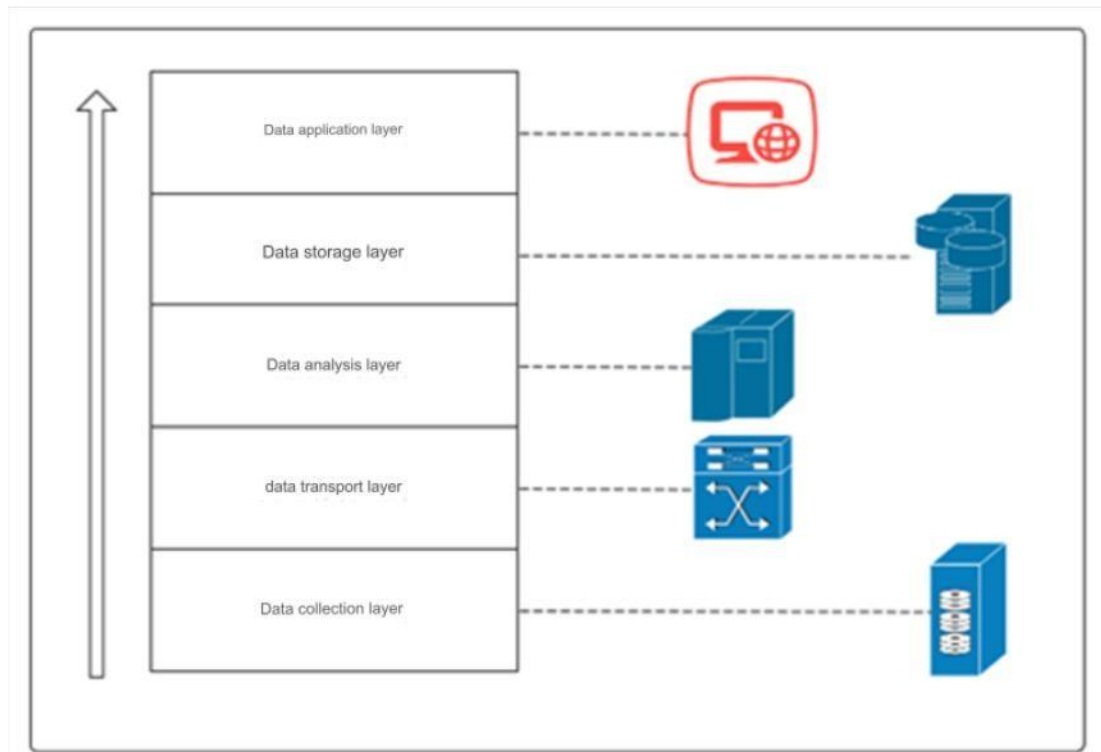 Data application layer
Data storage layer
Data analysis layer
data transport layer
Data collection layer